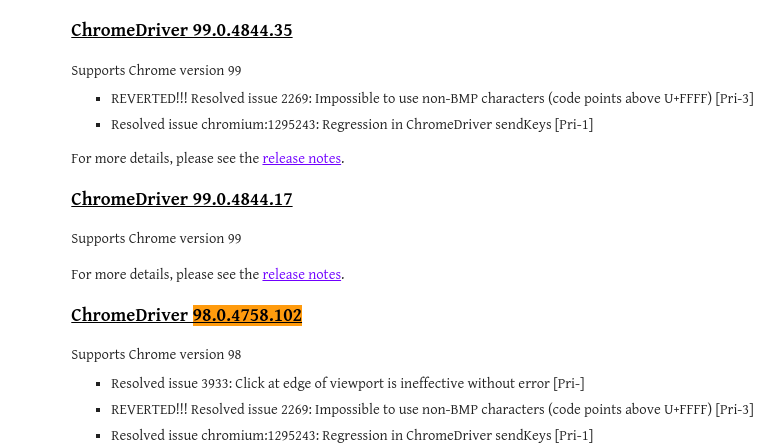 ChromeDriver 99.0.4844.35
Supports Chrome version 99
REVERTED!!! Resolved issue 2269: Impossible to use non-BMP characters (code points above U+FFFF) [Pri-3]
Resolved issue chromium:1295243: Regression in ChromeDriver sendKeys [Pri-1]
For more details, please see the release notes.
ChromeDriver 99.0.4844.17
Supports Chrome version 99
For more details, please see the release notes.
ChromeDriver 98.0.4758.102
Supports Chrome version 98
Resolved issue 3933: Click at edge of viewport is ineffective without error [Pri-]
REVERTED!!! Resolved issue 2269: Impossible to use non-BMP characters (code points above U+FFFF) [Pri-3]
Resolved issue chromium:1295243: Regression in ChromeDriver sendKeys [Pri-1]